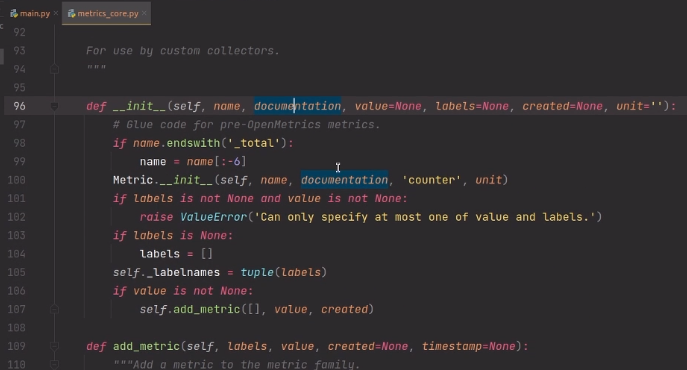 main.py metrics_core.py
92
93 For use by custom collectors.
94 """
95
96 def __init__(self, name, documentation, value=None, labels=None, created=None, unit=''):
97 # Glue code for pre-OpenMetrics metrics.
98 if name.endswith('_total'):
99 name = name[:-6]
100 Metric.__init__(self, name, documentation, 'counter', unit)
101 if labels is not None and value is not None:
102 raise ValueError('Can only specify at most one of value and labels.')
103 if labels is None:
104 labels = []
105 self._labelnames = tuple(labels)
106 if value is not None:
107 self.add_metric([], value, created)
108
109 def add_metric(self, labels, value, created=None, timestamp=None):
110 """Add a metric to the metric family.